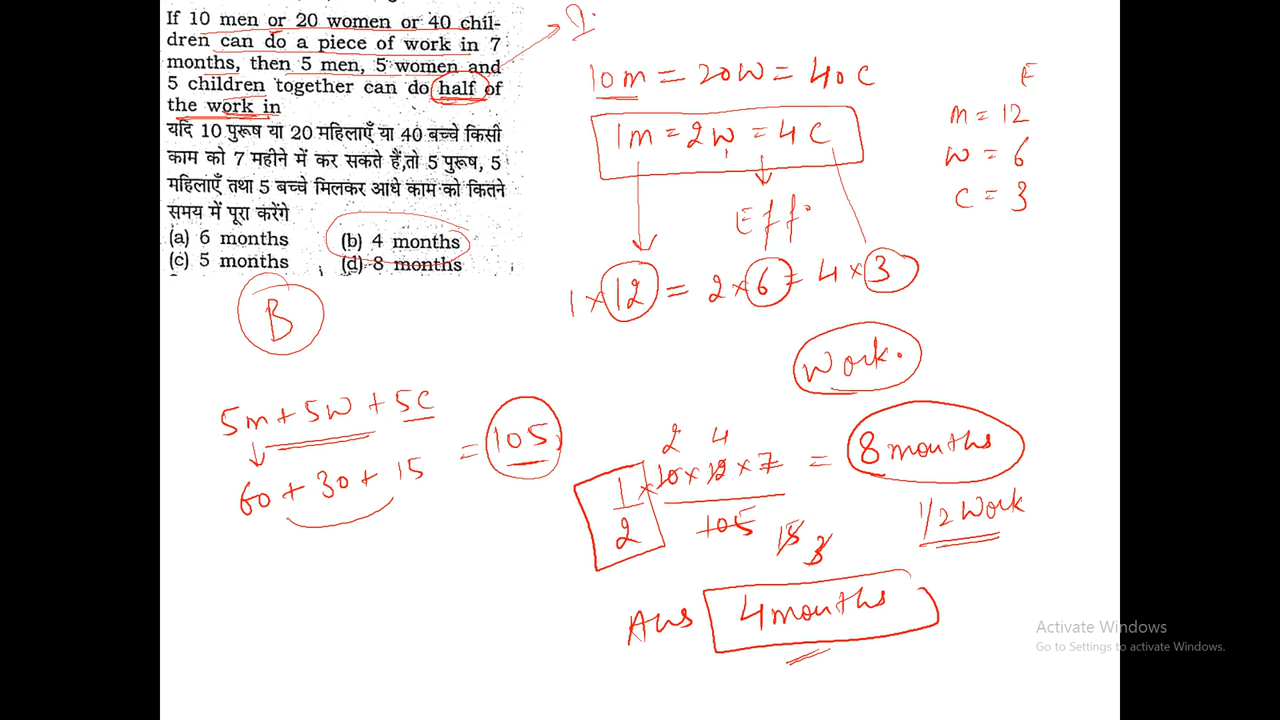 If 10 men or 20 women or 40 chil-
dren can do a piece of work in 7
months, then 5 men, 5 women and
5 children together can do half of
the work in
यदि 10 पुरूष या 20 महिलाएँ या 40 बच्चे किसी
काम को 7 महीने में कर सकते हैं,तो 5 पुरूष, 5
महिलाएँ तथा 5 बच्चे मिलकर आधे काम को कितने
समय में पूरा करेंगे
(a) 6 months (b) 4 months
(c) 5 months (d) 8 months
B
10m = 20W = 40C
1m = 2W = 4C
Eff.
1×12 = 2×6 = 4×3
E
m = 12
W = 6
C = 3
Work.
5m + 5W + 5C
60 + 30 + 15 = 105
2 4
1/2 × 10×12×7 / 105 = 8 months
15 3
1/2 Work
Ans 4 months
Activate Windows
Go to Settings to activate Windows.